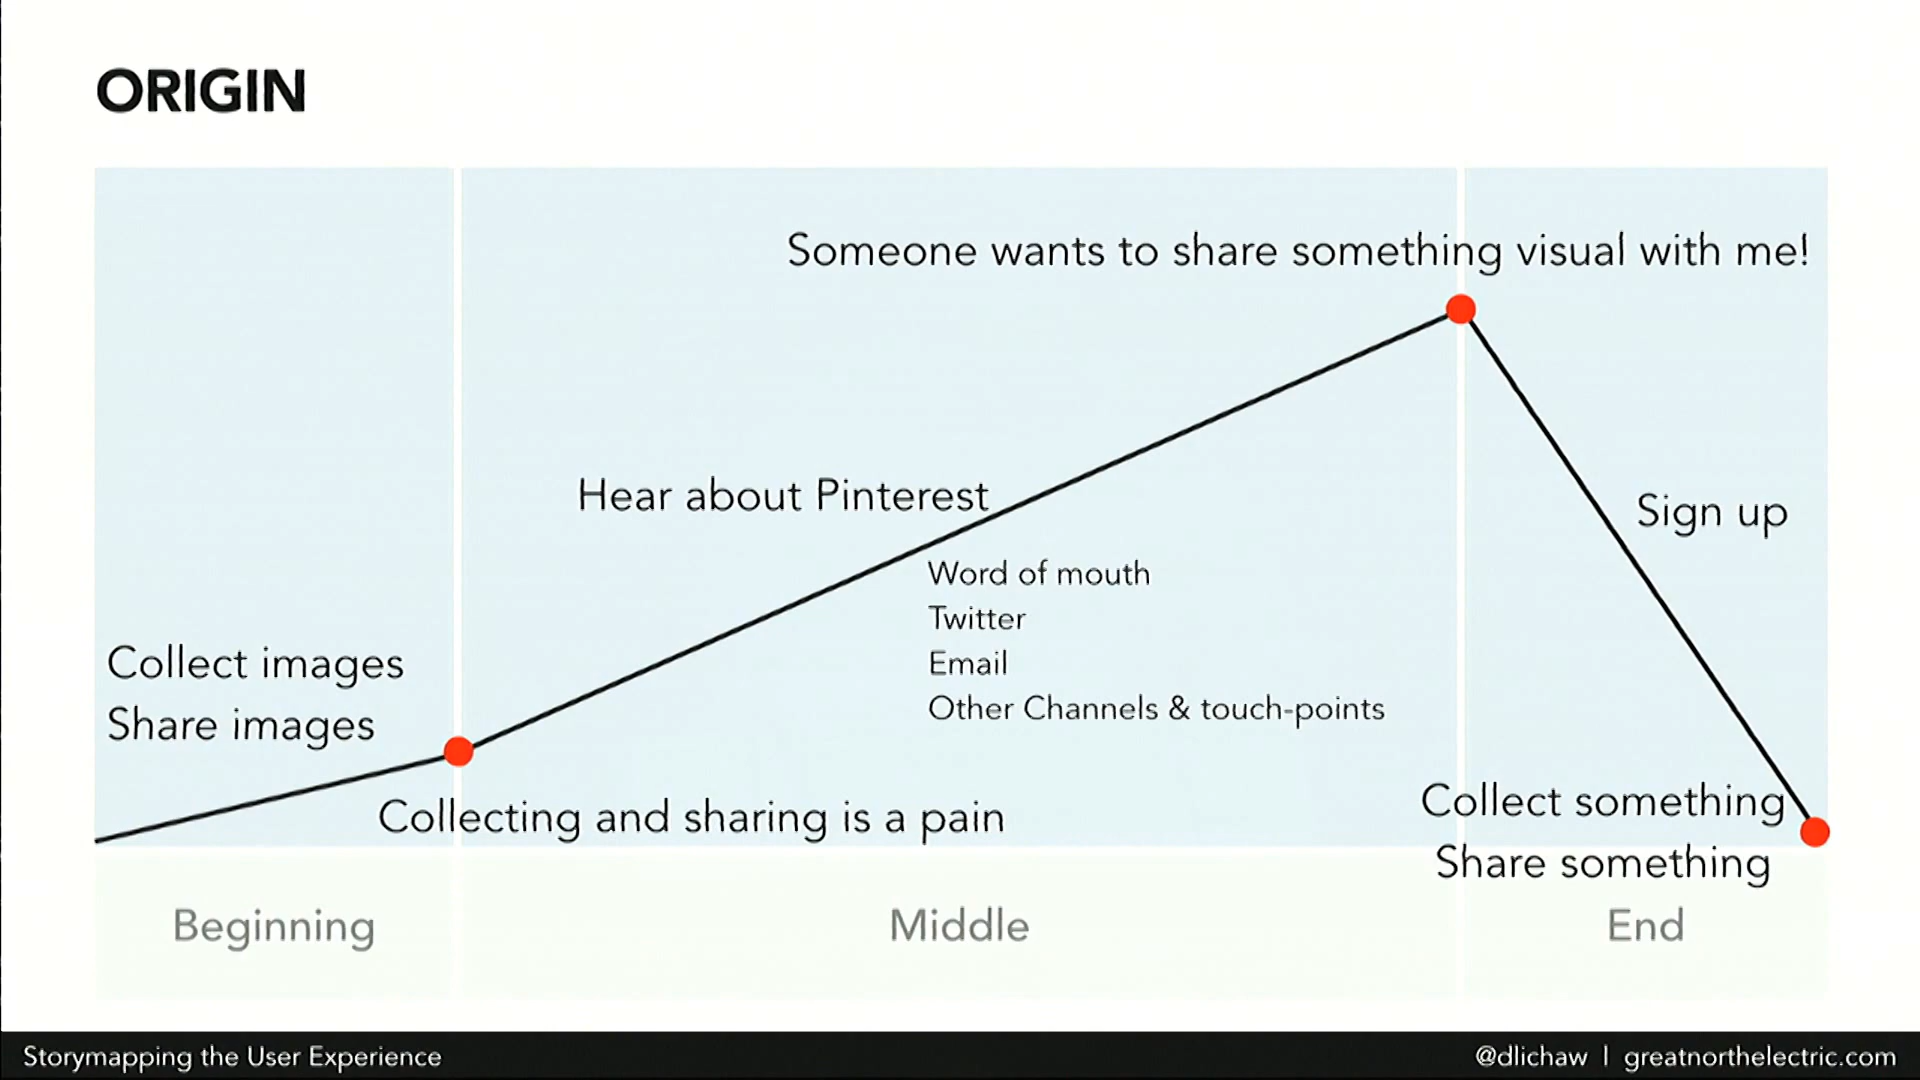 ORIGIN
Someone wants to share something visual with me!
Hear about Pinterest
Sign up
Word of mouth
Twitter
Email
Other Channels & touch-points
Collect images
Share images
Collecting and sharing is a pain
Collect something
Share something
Beginning
Middle
End
Storymapping the User Experience
@dlichaw | greatnorthelectric.com